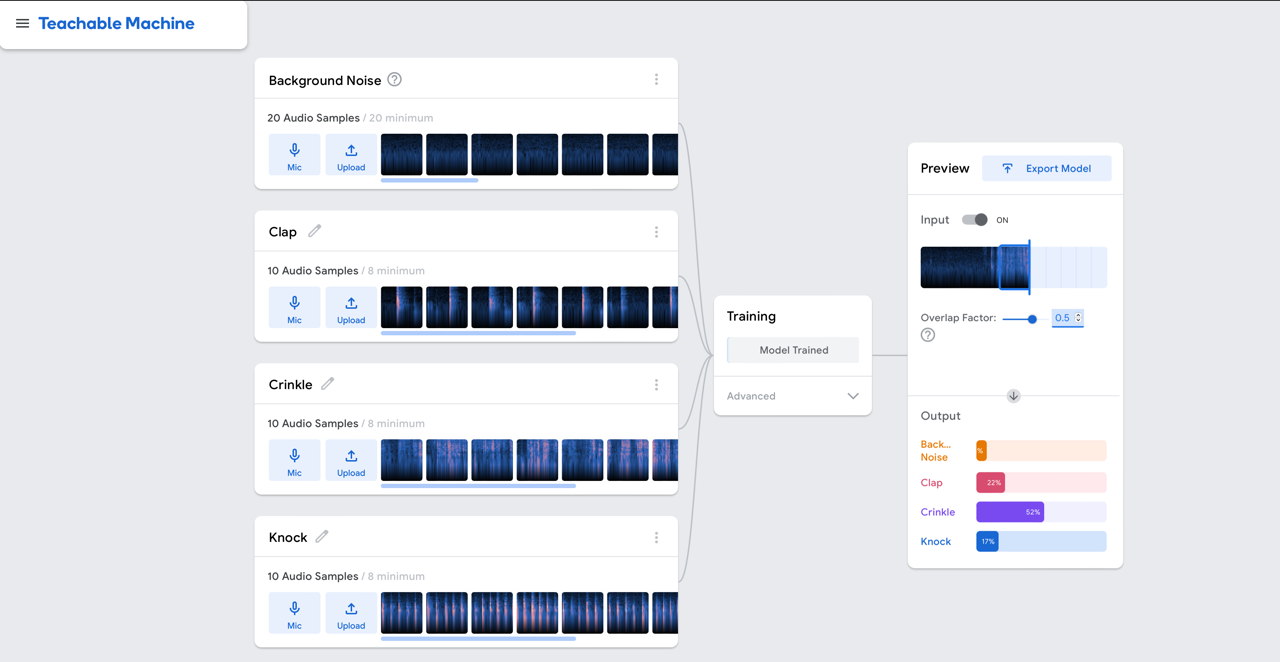 Teachable Machine
Background Noise ?
20 Audio Samples / 20 minimum
Mic
Upload
Clap
10 Audio Samples / 8 minimum
Mic
Upload
Crinkle
10 Audio Samples / 8 minimum
Mic
Upload
Knock
10 Audio Samples / 8 minimum
Mic
Upload
Training
Model Trained
Advanced
Preview
Export Model
Input ON
Overlap Factor: 0.5
?
Output
Back...
Noise
%
Clap 22%
Crinkle 52%
Knock 17%